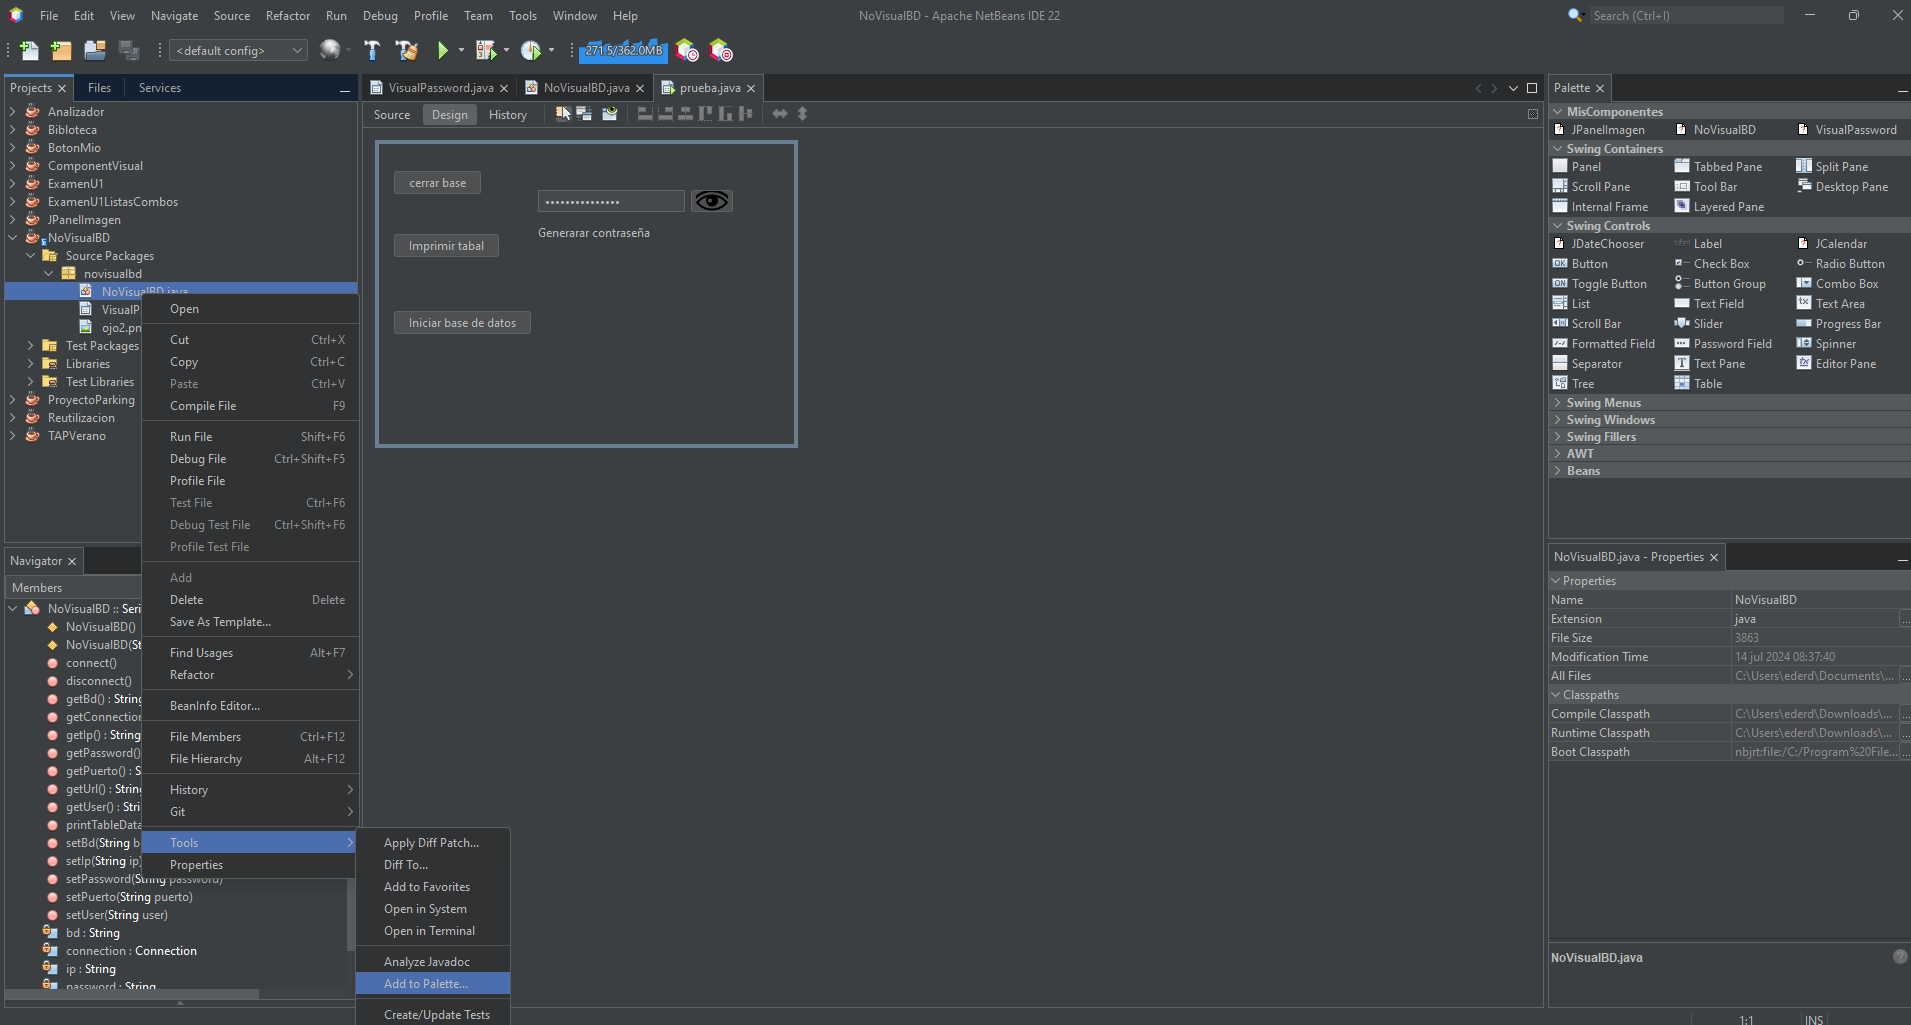 File Edit View Navigate Source Refactor Run Debug Profile Team Tools Window Help
NoVisualBD - Apache NetBeans IDE 22
Search (Ctrl+I)
<default config>
271.5/362.0MB
Projects Files Services
Analizador
Bibloteca
BotonMio
ComponentVisual
ExamenU1
ExamenU1ListasCombos
JPanelImagen
NoVisualBD
Source Packages
novisualbd
NoVisualBD.java
VisualP
ojo2.pn
Test Packages
Libraries
Test Libraries
ProyectoParking
Reutilizacion
TAPVerano
Open
Cut Ctrl+X
Copy Ctrl+C
Paste Ctrl+V
Compile File F9
Run File Shift+F6
Debug File Ctrl+Shift+F5
Profile File
Test File Ctrl+F6
Debug Test File Ctrl+Shift+F6
Profile Test File
Add
Delete Delete
Save As Template...
Find Usages Alt+F7
Refactor
BeanInfo Editor...
File Members Ctrl+F12
File Hierarchy Alt+F12
History
Git
Tools
Properties
Apply Diff Patch...
Diff To...
Add to Favorites
Open in System
Open in Terminal
Analyze Javadoc
Add to Palette...
Create/Update Tests
Navigator
Members
NoVisualBD :: Seri
NoVisualBD()
NoVisualBD(St
connect()
disconnect()
getBd() : String
getConnection
getIp() : String
getPassword()
getPuerto() : S
getUrl() : String
getUser() : Stri
printTableData
setBd(String b
setIp(String ip)
setPassword(String password)
setPuerto(String puerto)
setUser(String user)
bd : String
connection : Connection
ip : String
password : String
VisualPassword.java NoVisualBD.java prueba.java
Source Design History
cerrar base
Generarar contraseña
Imprimir tabal
Iniciar base de datos
Palette
MisComponentes
JPanelImagen NoVisualBD VisualPassword
Swing Containers
Panel Tabbed Pane Split Pane
Scroll Pane Tool Bar Desktop Pane
Internal Frame Layered Pane
Swing Controls
JDateChooser Label JCalendar
Button Check Box Radio Button
Toggle Button Button Group Combo Box
List Text Field Text Area
Scroll Bar Slider Progress Bar
Formatted Field Password Field Spinner
Separator Text Pane Editor Pane
Tree Table
Swing Menus
Swing Windows
Swing Fillers
AWT
Beans
NoVisualBD.java - Properties
Properties
Name NoVisualBD
Extension java
File Size 3863
Modification Time 14 jul 2024 08:37:40
All Files C:\Users\ederd\Documents\...
Classpaths
Compile Classpath C:\Users\ederd\Downloads\...
Runtime Classpath C:\Users\ederd\Downloads\...
Boot Classpath nbjrt:file:/C:/Program%20File...
NoVisualBD.java
1:1 INS